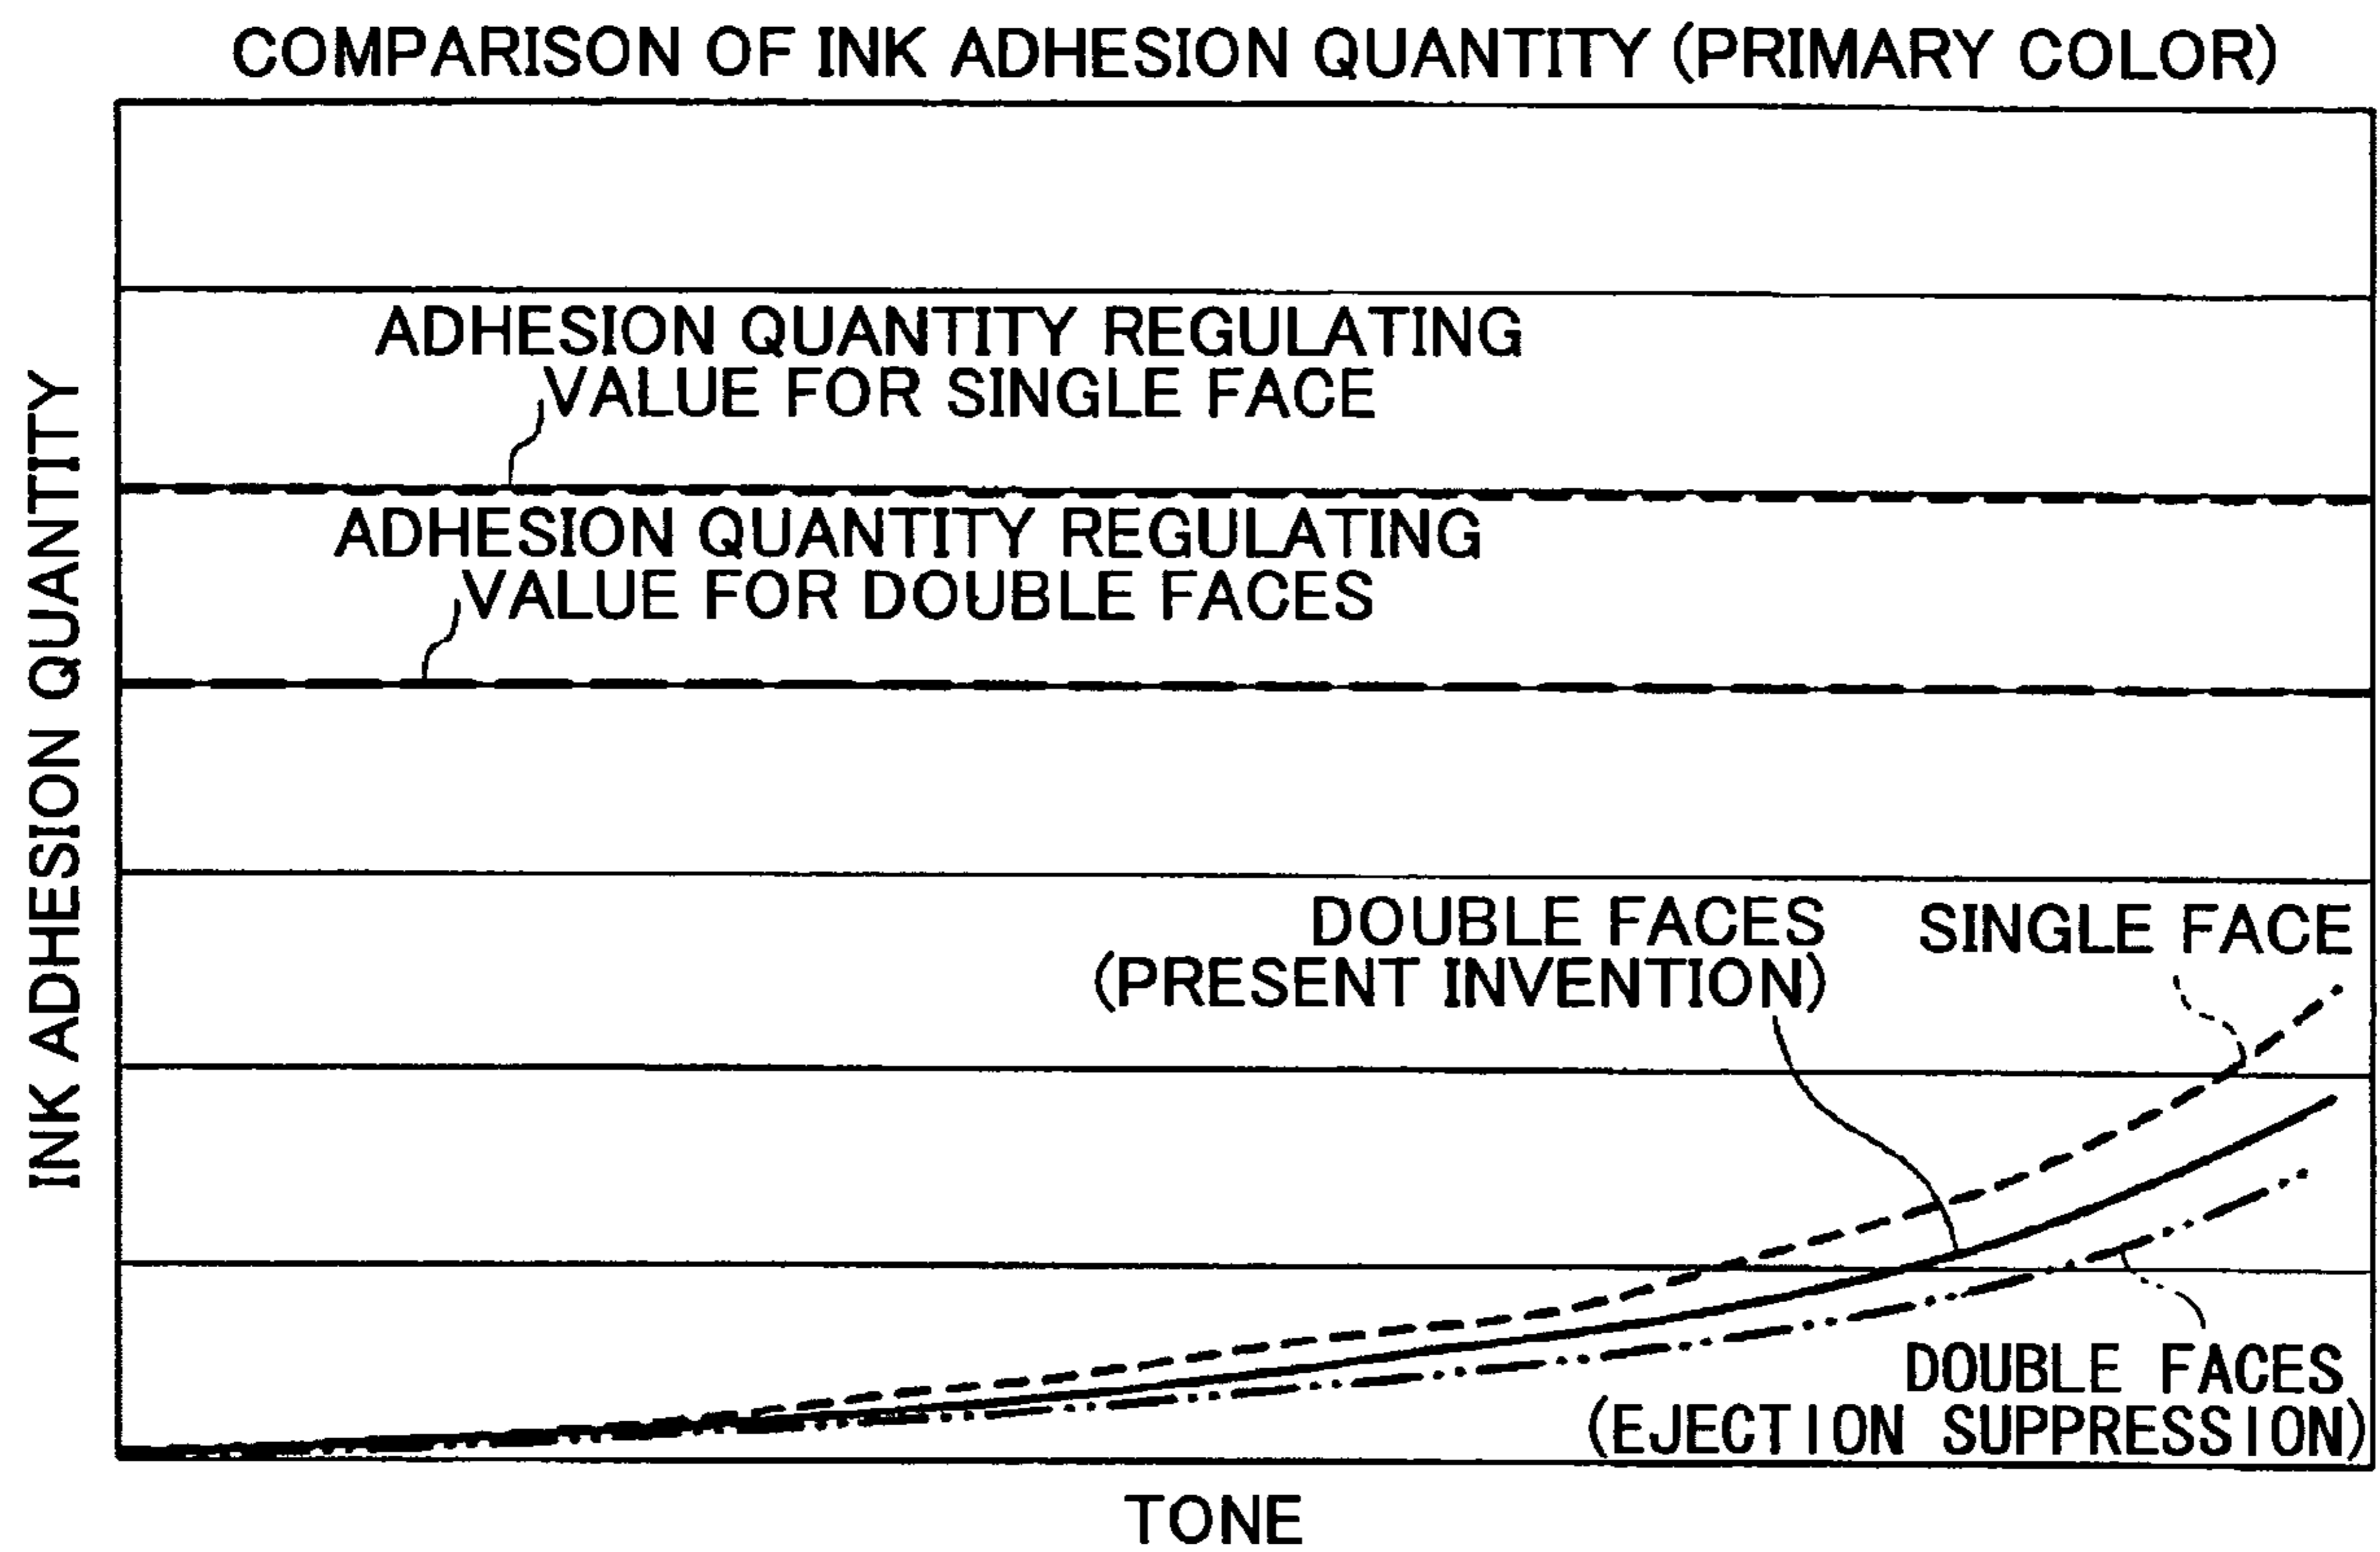 COMPARISON OF INK ADHESION QUANTITY (PRIMARY COLOR)
ADHESION QUANTITY REGULATING
VALUE FOR SINGLE FACE
ADHESION QUANTITY REGULATING
VALUE FOR DOUBLE FACES
INK ADHESION QUANTITY
DOUBLE FACES
(PRESENT INVENTION)
SINGLE FACE
DOUBLE FACES
(EJECTION SUPPRESSION)
TONE